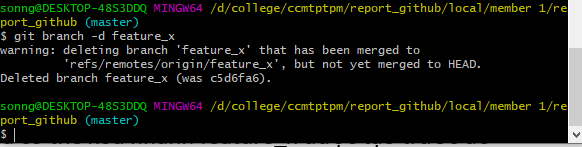 sonng@DESKTOP-48S3DDQ MINGW64 /d/college/ccmtptpm/report_github/local/member 1/re
port_github (master)
$ git branch -d feature_x
warning: deleting branch 'feature_x' that has been merged to
         'refs/remotes/origin/feature_x', but not yet merged to HEAD.
Deleted branch feature_x (was c5d6fa6).

sonng@DESKTOP-48S3DDQ MINGW64 /d/college/ccmtptpm/report_github/local/member 1/re
port_github (master)
$